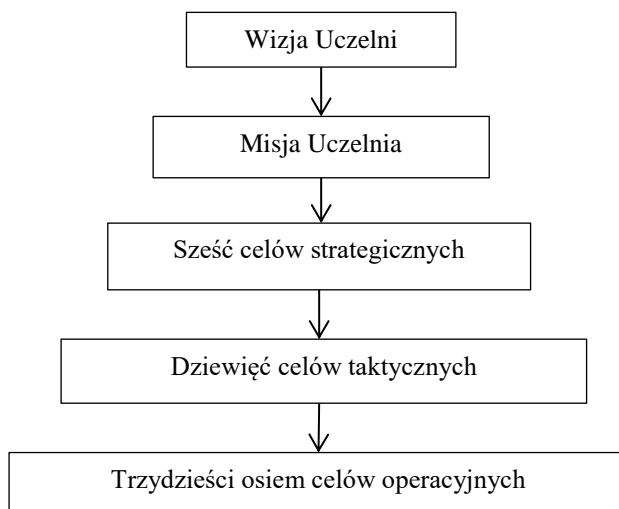 Wizja Uczelni
Misja Uczelnia
Sześć celów strategicznych
Dziewięć celów taktycznych
Trzydzieści osiem celów operacyjnych